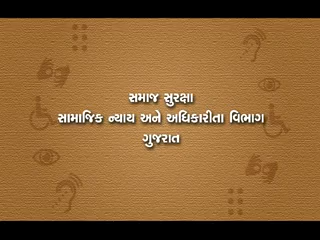 સમાજ સુરક્ષા
સામાજિક ન્યાય અને અધિકારીતા વિભાગ
ગુજરાત